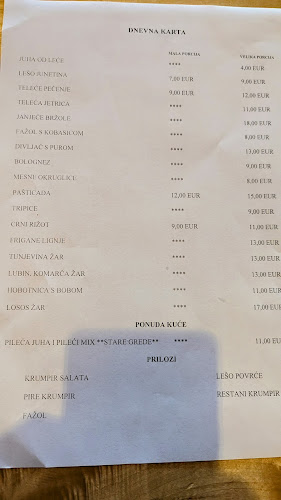 DNEVNA KARTA
MALA PORCIJA VELIKA PORCIJA
JUHA OD LEĆE **** 4,00 EUR
LEŠO JUNETINA 7,00 EUR 9,00 EUR
TELEĆE PEČENJE 9,00 EUR 12,00 EUR
TELEĆA JETRICA **** 11,00 EUR
JANJEĆE BRŽOLE **** 18,00 EUR
FAŽOL S KOBASICOM **** 8,00 EUR
DIVLJAČ S PUROM **** 13,00 EUR
BOLOGNEZ **** 9,00 EUR
MESNE OKRUGLICE **** 8,00 EUR
PAŠTICADA 12,00 EUR 15,00 EUR
TRIPICE **** 9,00 EUR
CRNI RIŽOT 9,00 EUR 11,00 EUR
FRIGANE LIGNJE **** 13,00 EUR
TUNJEVINA ŽAR **** 13,00 EUR
LUBIN, KOMARČA ŽAR **** 13,00 EUR
HOBOTNICA S BOBOM **** 11,00 EUR
LOSOS ŽAR **** 17,00 EUR
PONUDA KUĆE
PILEĆA JUHA I PILEĆI MIX **STARE GREDE** **** 11,00 EUR
PRILOZI
KRUMPIR SALATA LEŠO POVRĆE
PIRE KRUMPIR RESTANI KRUMPIR
FAŽOL